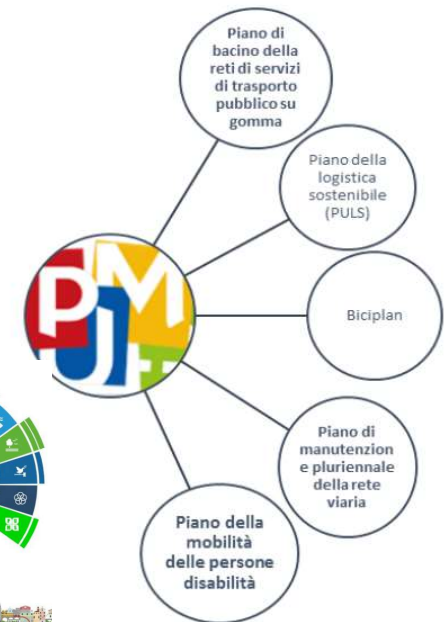 Piano di
bacino della
reti di servizi
di trasporto
pubblico su
gomma
Piano della
logistica
sostenibile
(PULS)
PUM
Biciplan
Piano di
manutenzion
e pluriennale
della rete
viaria
Piano della
mobilità
delle persone
disabilità